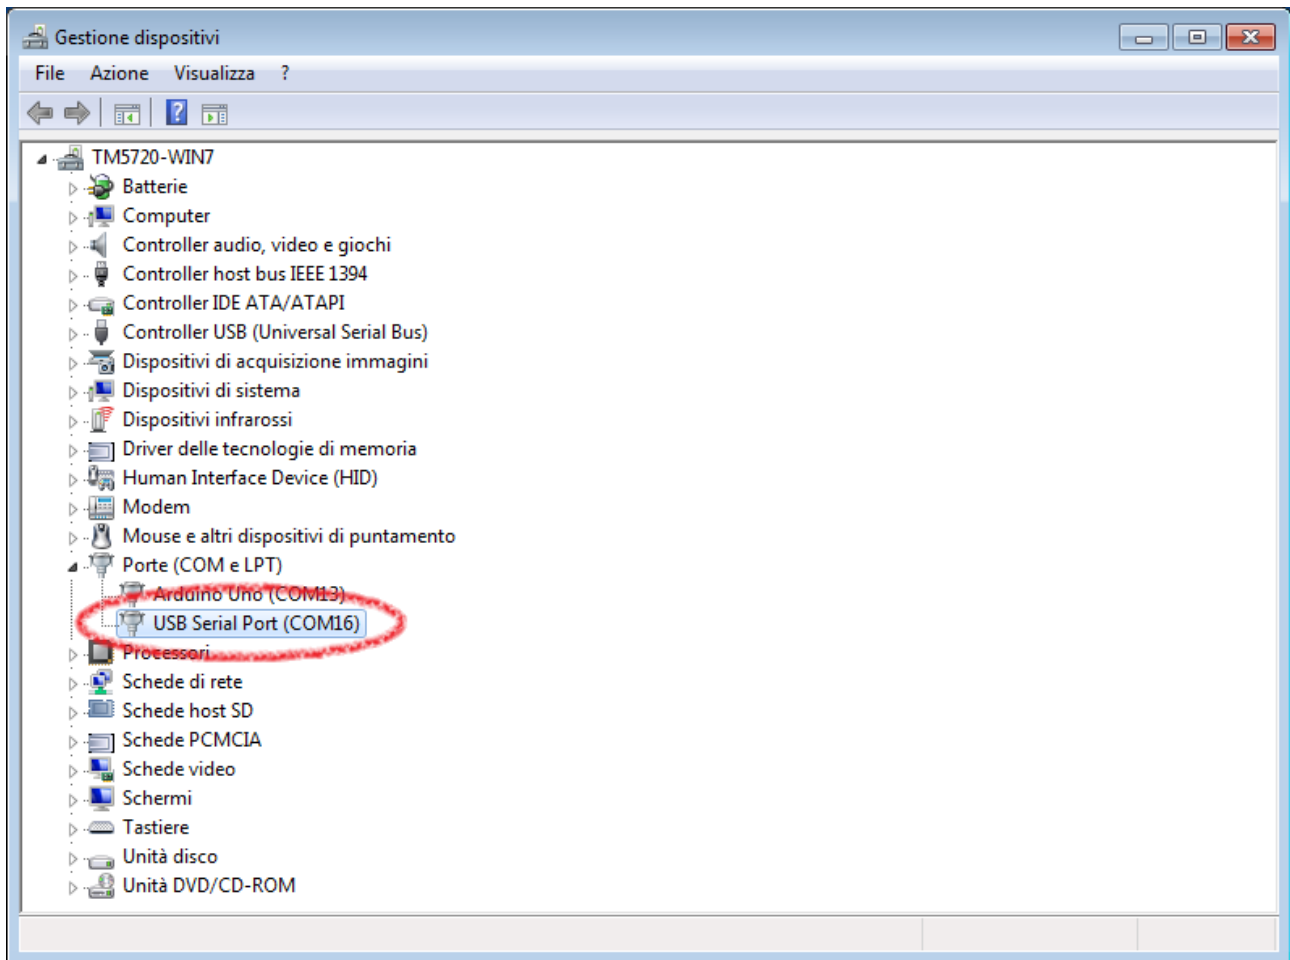 Gestione dispositivi
File Azione Visualizza ?
TM5720-WIN7
Batterie
Computer
Controller audio, video e giochi
Controller host bus IEEE 1394
Controller IDE ATA/ATAPI
Controller USB (Universal Serial Bus)
Dispositivi di acquisizione immagini
Dispositivi di sistema
Dispositivi infrarossi
Driver delle tecnologie di memoria
Human Interface Device (HID)
Modem
Mouse e altri dispositivi di puntamento
Porte (COM e LPT)
Arduino Uno (COM13)
USB Serial Port (COM16)
Processori
Schede di rete
Schede host SD
Schede PCMCIA
Schede video
Schermi
Tastiere
Unità disco
Unità DVD/CD-ROM